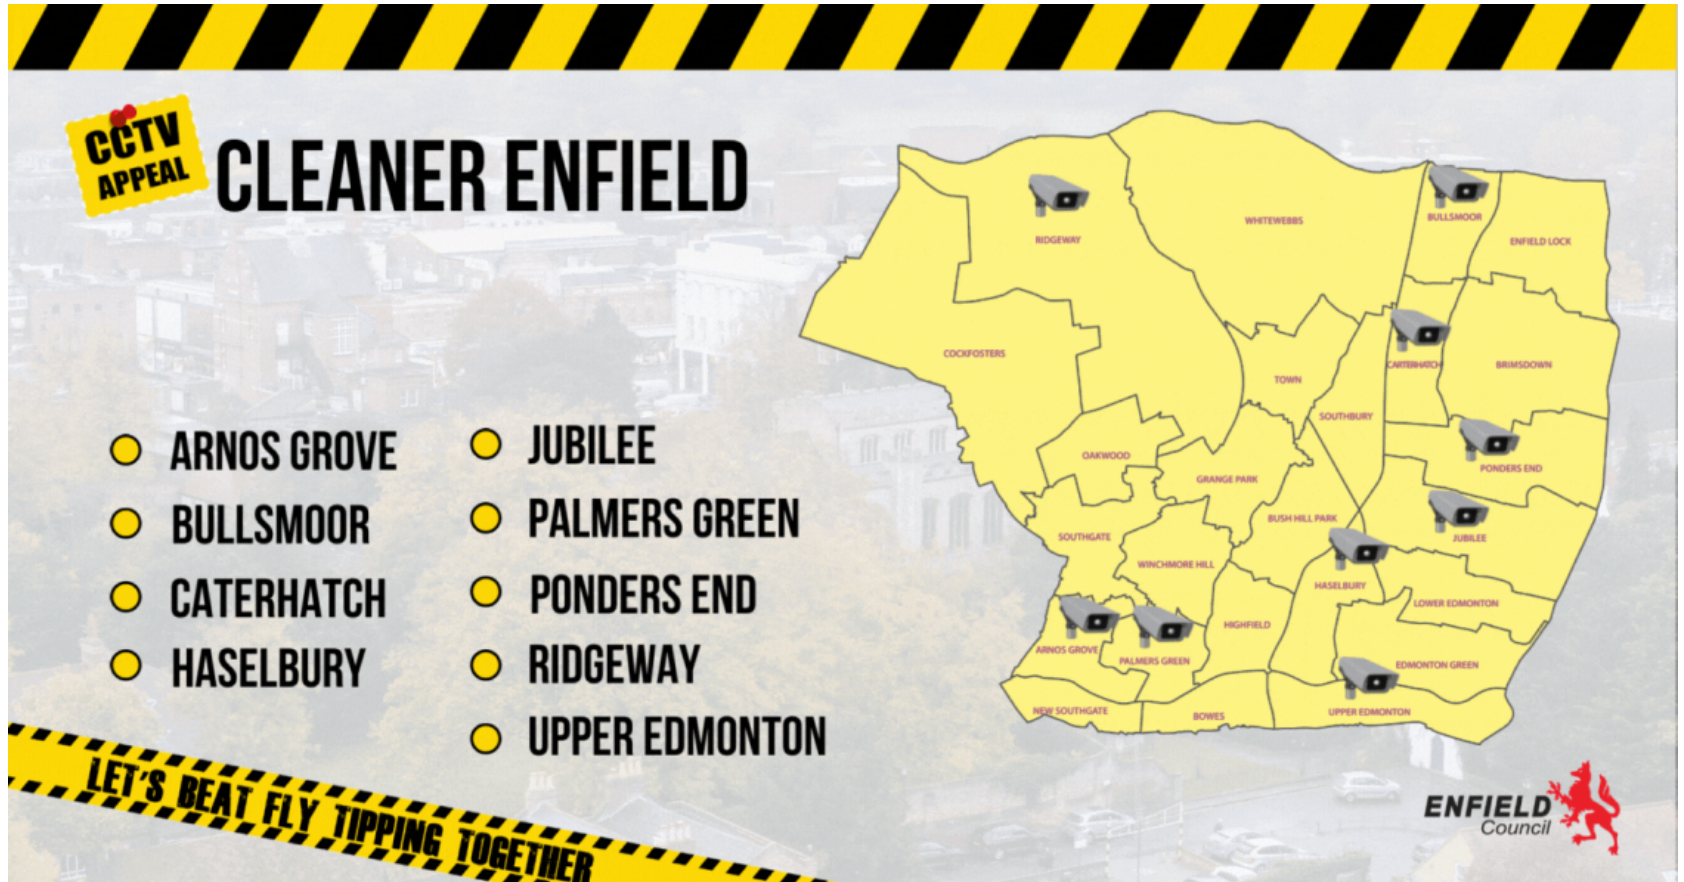 CCTV
APPEAL
CLEANER ENFIELD
ARNOS GROVE
BULLSMOOR
CATERHATCH
HASELBURY
JUBILEE
PALMERS GREEN
PONDERS END
RIDGEWAY
UPPER EDMONTON
LET'S BEAT FLY TIPPING TOGETHER
RIDGEWAY
WHITEWEBBS
BULLSMOOR
ENFIELD LOCK
COCKFOSTERS
TOWN
CARTERHATCH
BRIMSDOWN
SOUTHBURY
OAKWOOD
GRANGE PARK
PONDERS END
BUSH HILL PARK
SOUTHGATE
JUBILEE
WINCHMORE HILL
HASELBURY
LOWER EDMONTON
HIGHFIELD
ARNOS GROVE
PALMERS GREEN
EDMONTON GREEN
NEW SOUTHGATE
BOWES
UPPER EDMONTON
ENFIELD
Council